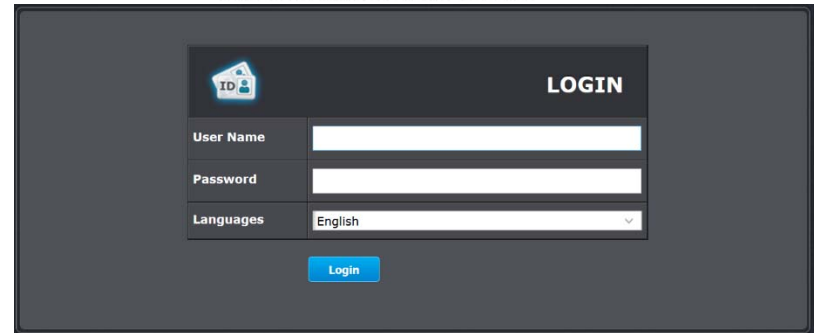 ID
LOGIN
User Name
Password
Languages
English
Login